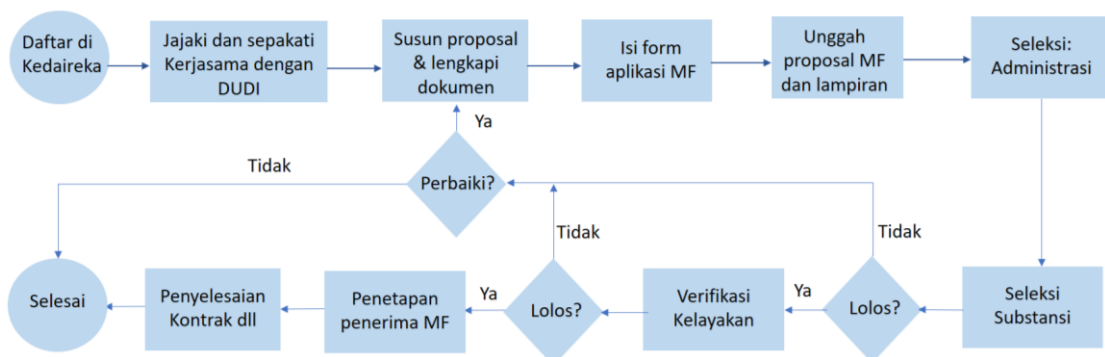 Daftar di
Kedaireka
Jajaki dan sepakati
Kerjasama dengan
DUDI
Susun proposal
& lengkapi
dokumen
Isi form
aplikasi MF
Unggah
proposal MF
dan lampiran
Seleksi:
Administrasi
Ya
Tidak
Perbaiki?
Tidak
Tidak
Selesai
Penyelesaian
Kontrak dll
Penetapan
penerima MF
Ya
Lolos?
Verifikasi
Kelayakan
Ya
Lolos?
Seleksi
Substansi